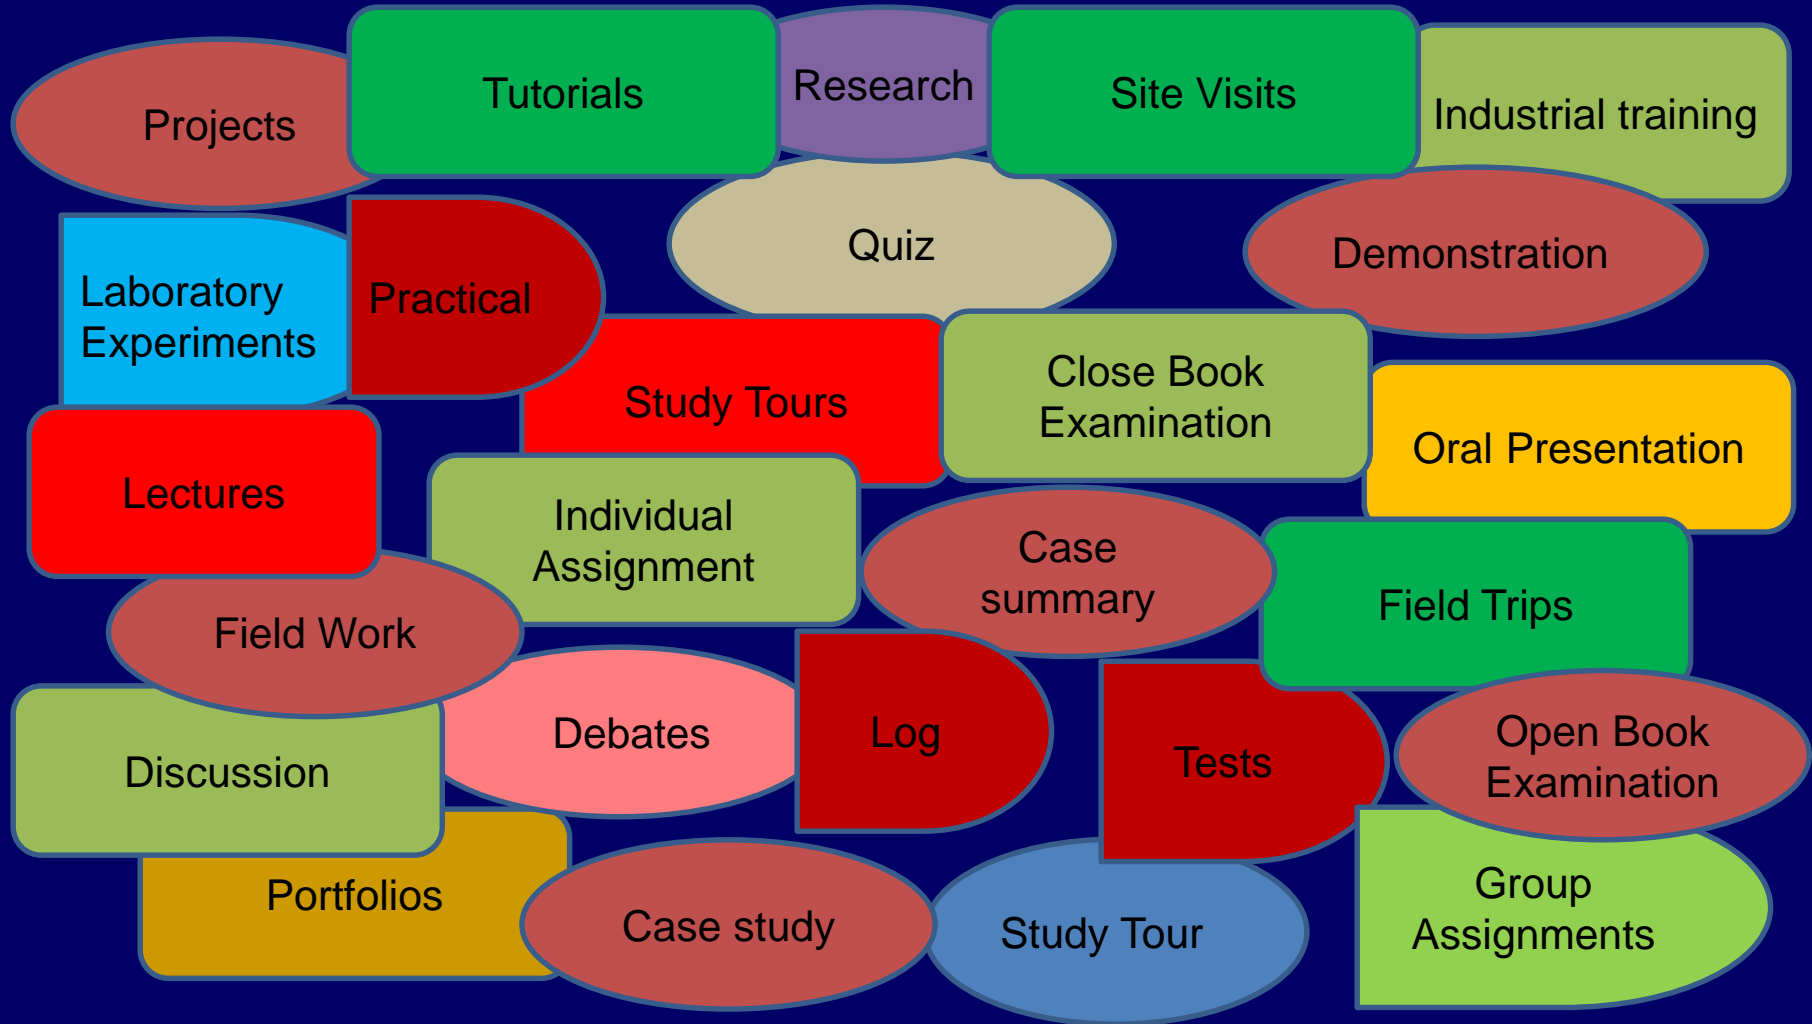 Projects
Tutorials
Research
Site Visits
Industrial training
Laboratory
Experiments
Practical
Quiz
Demonstration
Study Tours
Close Book
Examination
Oral Presentation
Lectures
Individual
Assignment
Case
summary
Field Trips
Field Work
Debates
Log
Tests
Open Book
Examination
Discussion
Portfolios
Case study
Study Tour
Group
Assignments